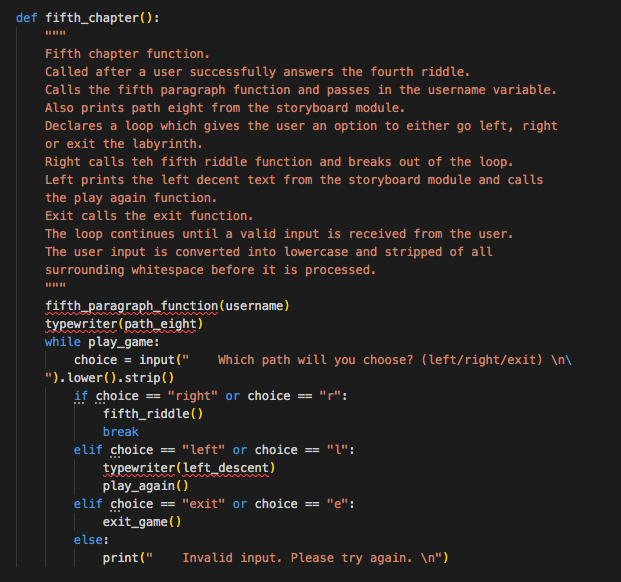 def fifth_chapter():
"""
Fifth chapter function.
Called after a user successfully answers the fourth riddle.
Calls the fifth paragraph function and passes in the username variable.
Also prints path eight from the storyboard module.
Declares a loop which gives the user an option to either go left, right
or exit the labyrinth.
Right calls teh fifth riddle function and breaks out of the loop.
Left prints the left decent text from the storyboard module and calls
the play again function.
Exit calls the exit function.
The loop continues until a valid input is received from the user.
The user input is converted into lowercase and stripped of all
surrounding whitespace before it is processed.
"""
fifth_paragraph_function(username)
typewriter(path_eight)
while play_game:
choice = input("    Which path will you choose? (left/right/exit) \n\
").lower().strip()
if choice == "right" or choice == "r":
fifth_riddle()
break
elif choice == "left" or choice == "l":
typewriter(left_descent)
play_again()
elif choice == "exit" or choice == "e":
exit_game()
else:
print("    Invalid input. Please try again. \n")